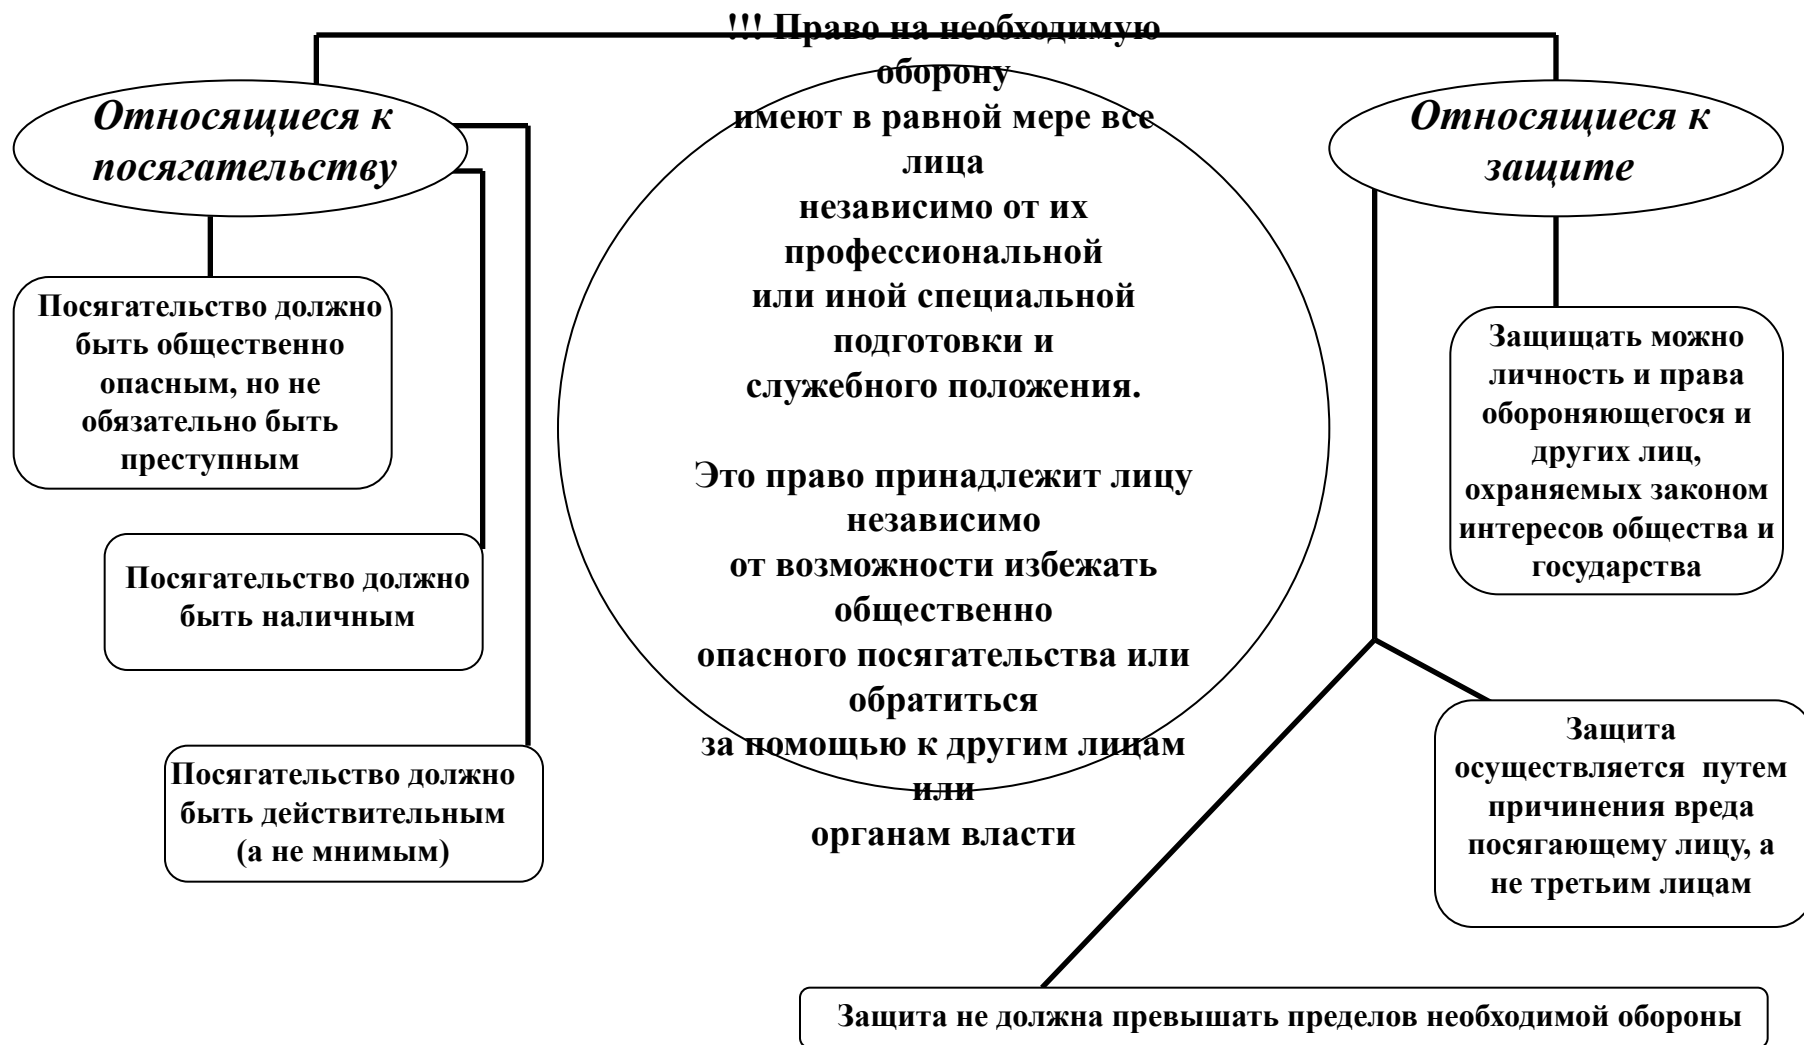 !!! Право на необходимую
оборону
имеют в равной мере все
лица
независимо от их
профессиональной
или иной специальной
подготовки и
служебного положения.
Это право принадлежит лицу
независимо
от возможности избежать
общественно
опасного посягательства или
обратиться
за помощью к другим лицам
или
органам власти
Относящиеся к
посягательству
Посягательство должно
быть общественно
опасным, но не
обязательно быть
преступным
Посягательство должно
быть наличным
Посягательство должно
быть действительным
(а не мнимым)
Относящиеся к
защите
Защищать можно
личность и права
обороняющегося и
других лиц,
охраняемых законом
интересов общества и
государства
Защита
осуществляется путем
причинения вреда
посягающему лицу, а
не третьим лицам
Защита не должна превышать пределов необходимой обороны